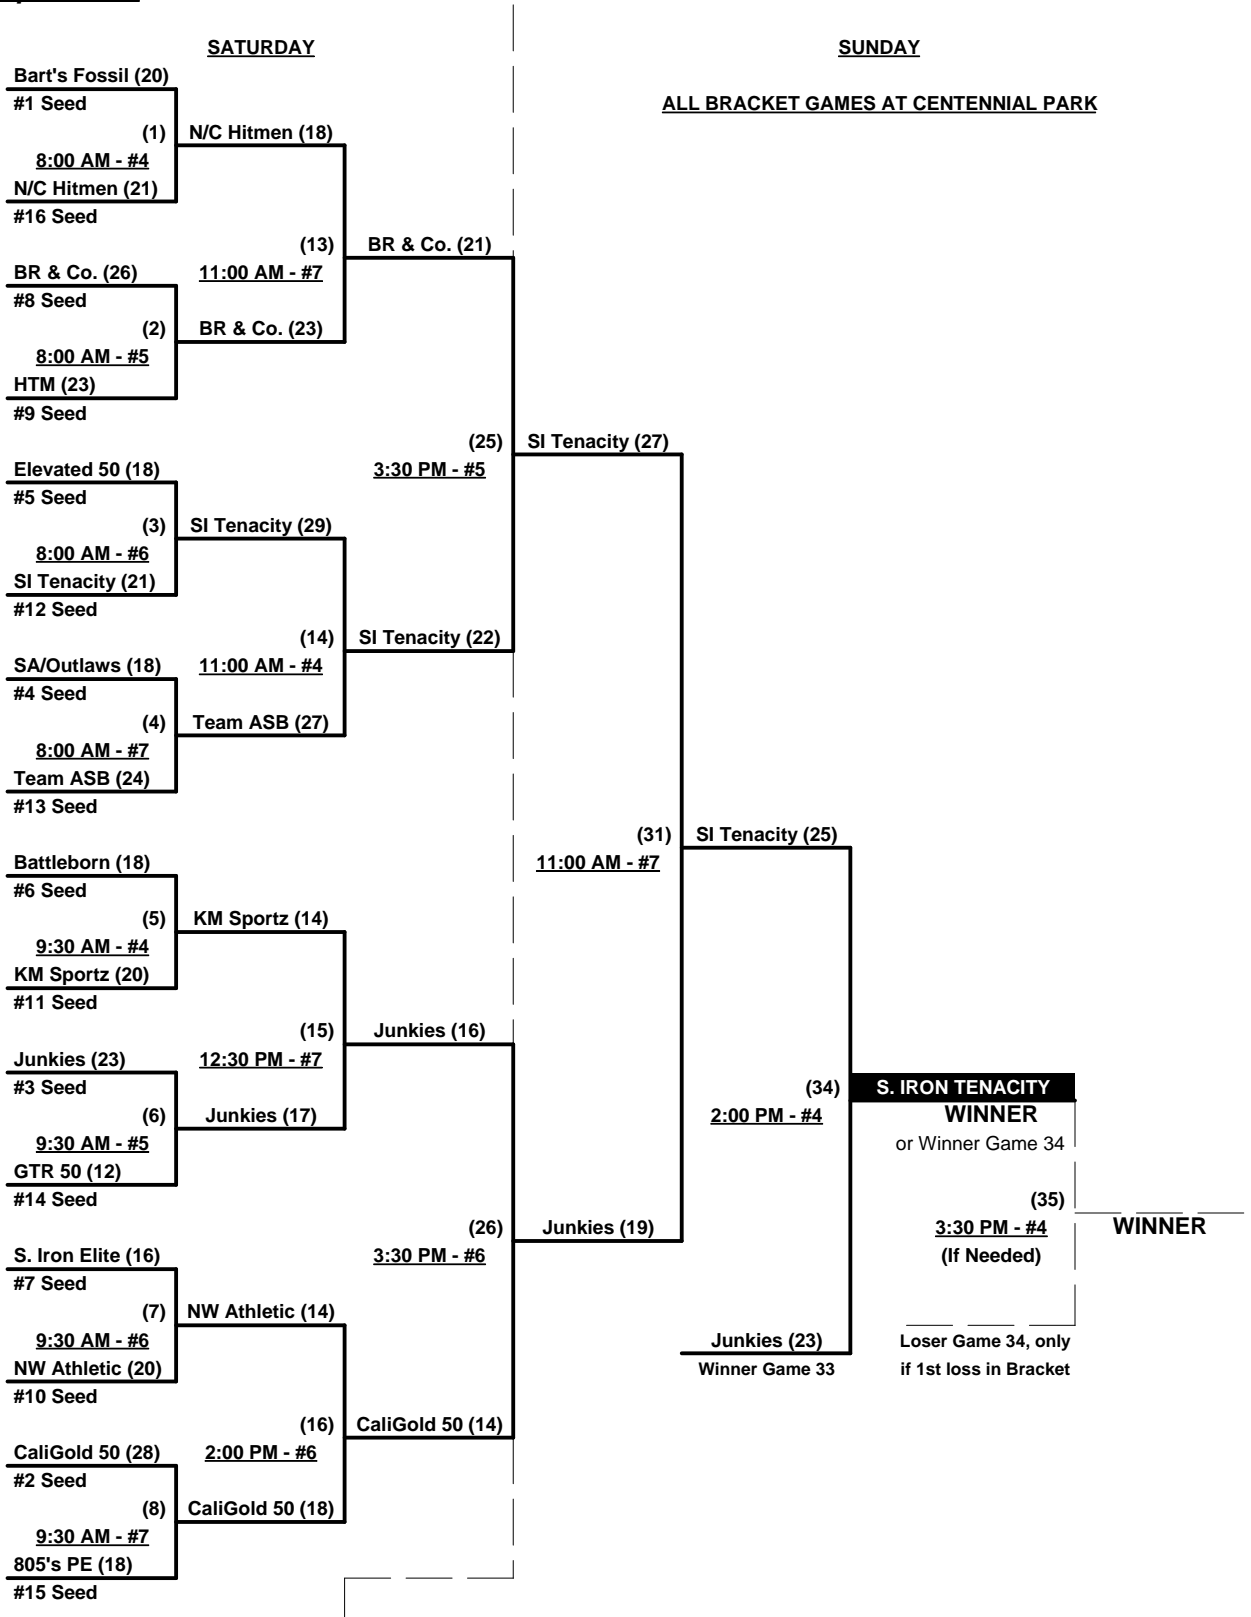 SATURDAY
SUNDAY
ALL BRACKET GAMES AT CENTENNIAL PARK
Bart's Fossil (20)
#1 Seed
(1)
8:00 AM - #4
N/C Hitmen (18)
N/C Hitmen (21)
#16 Seed
(13)
11:00 AM - #7
BR & Co. (21)
BR & Co. (26)
#8 Seed
(2)
8:00 AM - #5
BR & Co. (23)
HTM (23)
#9 Seed
(25)
3:30 PM - #5
SI Tenacity (27)
Elevated 50 (18)
#5 Seed
(3)
8:00 AM - #6
SI Tenacity (29)
SI Tenacity (21)
#12 Seed
(14)
11:00 AM - #4
SI Tenacity (22)
SA/Outlaws (18)
#4 Seed
(4)
8:00 AM - #7
Team ASB (27)
Team ASB (24)
#13 Seed
(31)
11:00 AM - #7
SI Tenacity (25)
Battleborn (18)
#6 Seed
(5)
9:30 AM - #4
KM Sportz (14)
KM Sportz (20)
#11 Seed
(15)
12:30 PM - #7
Junkies (16)
Junkies (23)
#3 Seed
(6)
9:30 AM - #5
Junkies (17)
GTR 50 (12)
#14 Seed
(34)
2:00 PM - #4
S. IRON TENACITY
WINNER
or Winner Game 34
(35)
3:30 PM - #4
(If Needed)
WINNER
(26)
3:30 PM - #6
Junkies (19)
S. Iron Elite (16)
#7 Seed
(7)
9:30 AM - #6
NW Athletic (14)
NW Athletic (20)
#10 Seed
Junkies (23)
Winner Game 33
Loser Game 34, only
if 1st loss in Bracket
(16)
2:00 PM - #6
CaliGold 50 (14)
CaliGold 50 (28)
#2 Seed
(8)
9:30 AM - #7
CaliGold 50 (18)
805's PE (18)
#15 Seed